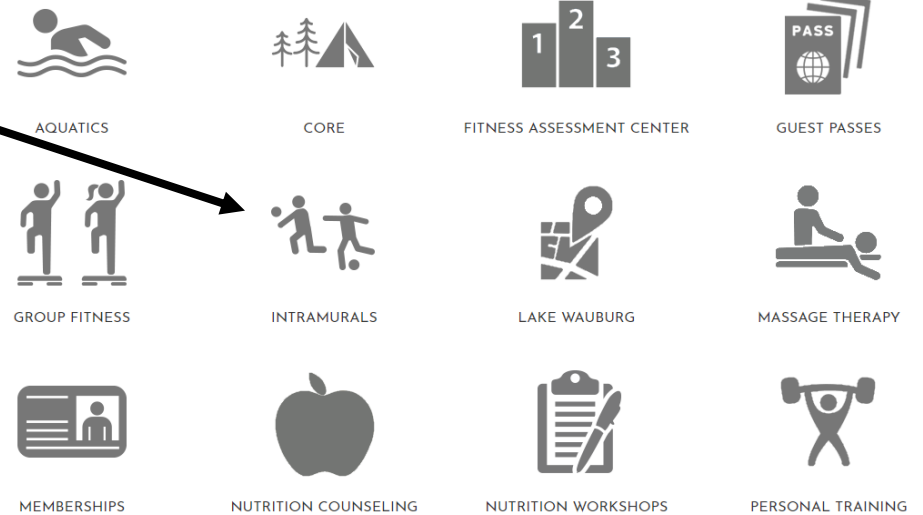 2
1
3
PASS
AQUATICS
CORE
FITNESS ASSESSMENT CENTER
GUEST PASSES
GROUP FITNESS
INTRAMURALS
LAKE WAUBURG
MASSAGE THERAPY
MEMBERSHIPS
NUTRITION COUNSELING
NUTRITION WORKSHOPS
PERSONAL TRAINING